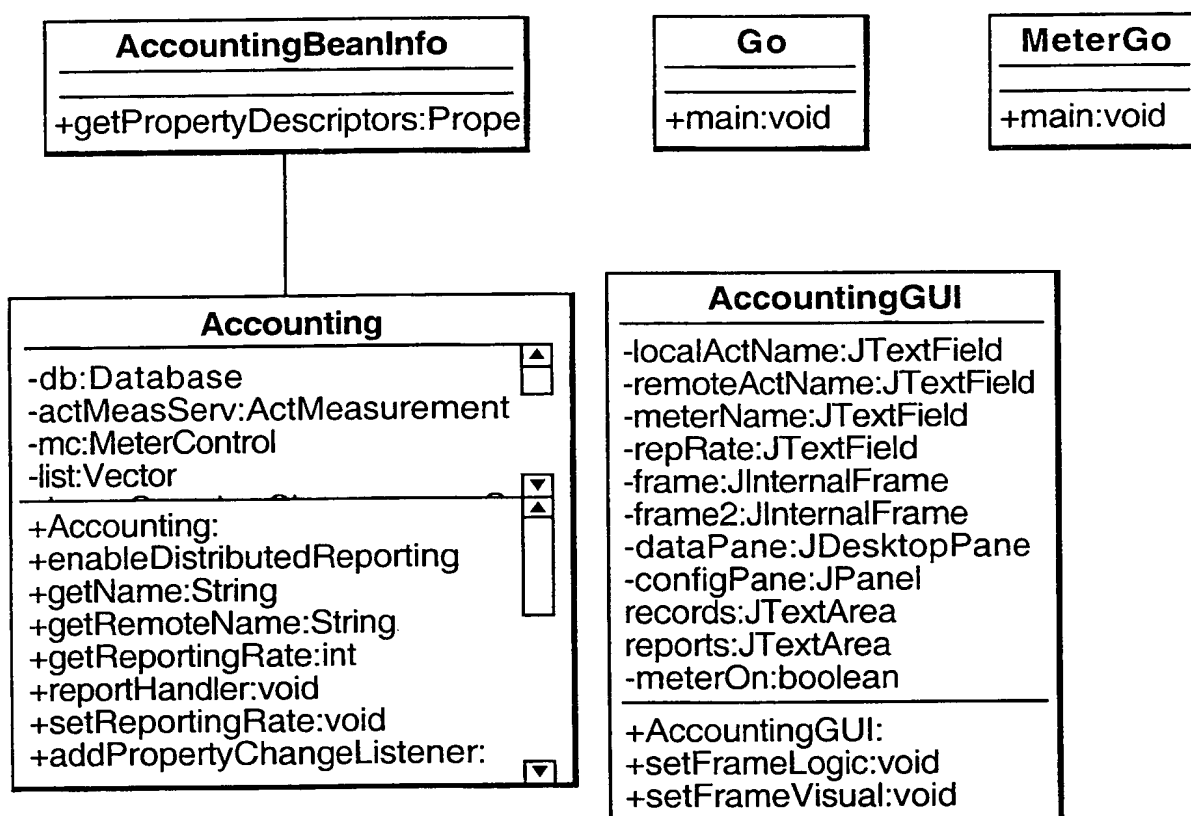 AccountingBeanInfo
+getPropertyDescriptors:Prope
Go
+main:void
MeterGo
+main:void
Accounting
-db:Database
-actMeasServ:ActMeasurement
-mc:MeterControl
-list:Vector
+Accounting:
+enableDistributedReporting
+getName:String
+getRemoteName:String
+getReportingRate:int
+reportHandler:void
+setReportingRate:void
+addPropertyChangeListener:
AccountingGUI
-localActName:JTextField
-remoteActName:JTextField
-meterName:JTextField
-repRate:JTextField
-frame:JInternalFrame
-frame2:JInternalFrame
-dataPane:JDesktopPane
-configPane:JPanel
records:JTextArea
reports:JTextArea
-meterOn:boolean
+AccountingGUI:
+setFrameLogic:void
+setFrameVisual:void